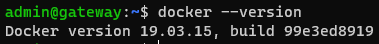 admin@gateway:~$ docker --version
Docker version 19.03.15, build 99e3ed8919